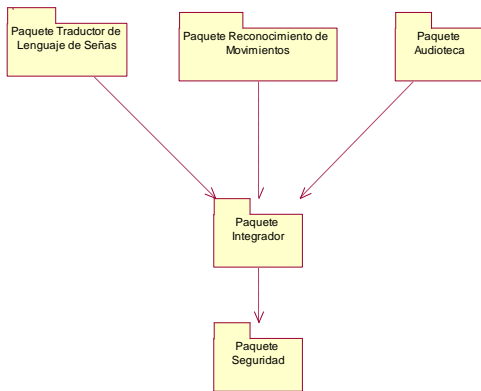 Paquete Traductor de
Lenguaje de Señas
Paquete Reconocimiento de
Movimientos
Paquete
Audioteca
Paquete
Integrador
Paquete
Seguridad